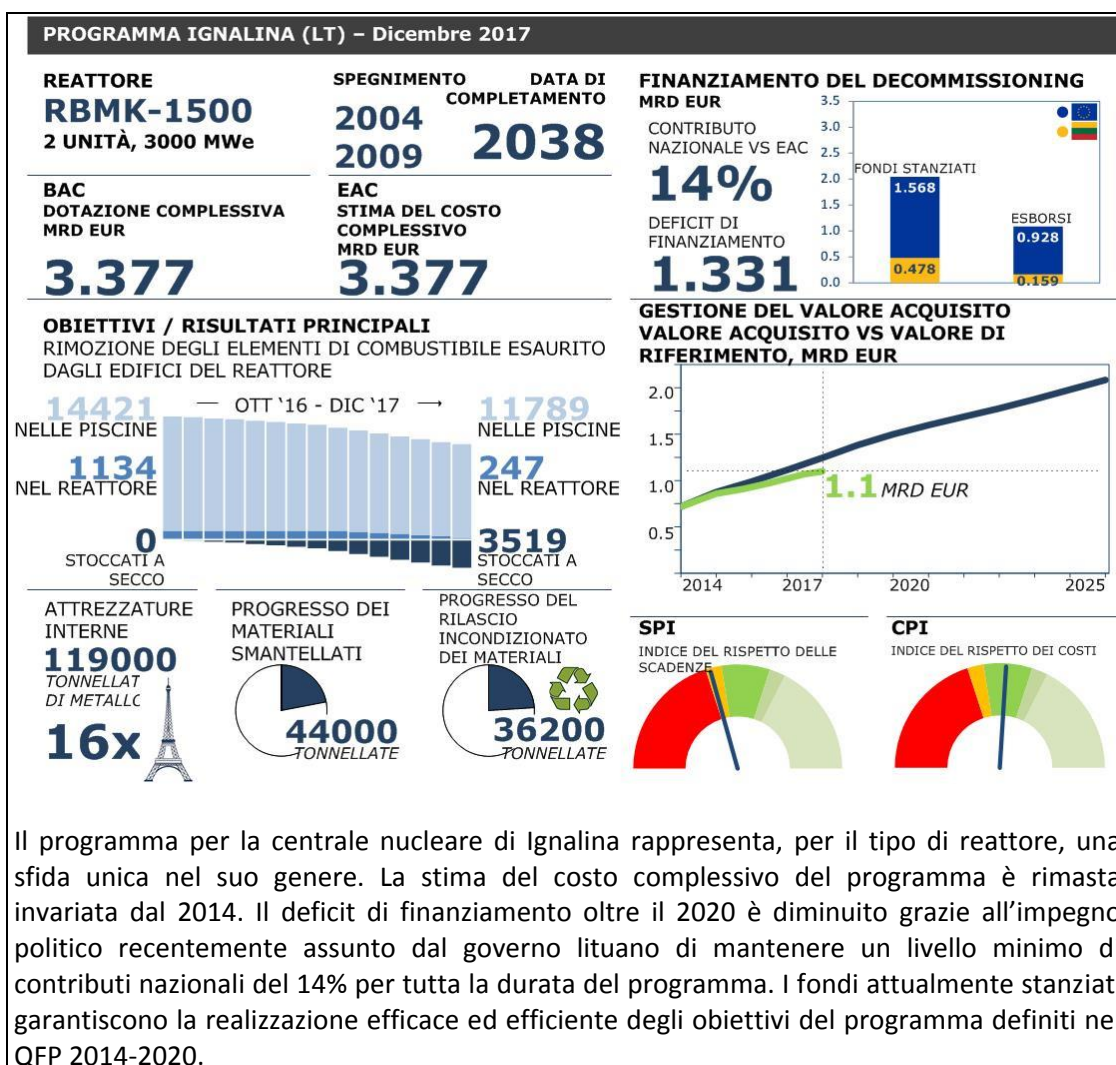 PROGRAMMA IGNALINA (LT) – Dicembre 2017
REATTORE
RBMK-1500
2 UNITÀ, 3000 MWe
SPEGNIMENTO
2004
2009
DATA DI
COMPLETAMENTO
2038
BAC
DOTAZIONE COMPLESSIVA
MRD EUR
3.377
EAC
STIMA DEL COSTO
COMPLESSIVO
MRD EUR
3.377
FINANZIAMENTO DEL DECOMMISSIONING
MRD EUR
CONTRIBUTO
NAZIONALE VS EAC
14%
DEFICIT DI
FINANZIAMENTO
1.331
3.5
3.0
2.5
2.0
1.5
1.0
0.5
0.0
FONDI STANZIATI
1.568
0.478
ESBORSI
0.928
0.159
OBIETTIVI / RISULTATI PRINCIPALI
RIMOZIONE DEGLI ELEMENTI DI COMBUSTIBILE ESAURITO
DAGLI EDIFICI DEL REATTORE
14421
NELLE PISCINE
1134
NEL REATTORE
0
STOCCATI A
SECCO
— OTT ‘16 - DIC ‘17 →
11789
NELLE PISCINE
247
NEL REATTORE
3519
STOCCATI A
SECCO
GESTIONE DEL VALORE ACQUISITO
VALORE ACQUISITO VS VALORE DI
RIFERIMENTO, MRD EUR
2.0
1.5
1.0
0.5
1.1 MRD EUR
2014 2017 2020 2025
ATTREZZATURE
INTERNE
119000
TONNELLAT
DI METALLC
16x
PROGRESSO DEI
MATERIALI
SMANTELLATI
44000
TONNELLATE
PROGRESSO DEL
RILASCIO
INCONDIZIONATO
DEI MATERIALI
36200
TONNELLATE
SPI
INDICE DEL RISPETTO DELLE
SCADENZE
CPI
INDICE DEL RISPETTO DEI COSTI
Il programma per la centrale nucleare di Ignalina rappresenta, per il tipo di reattore, una
sfida unica nel suo genere. La stima del costo complessivo del programma è rimasta
invariata dal 2014. Il deficit di finanziamento oltre il 2020 è diminuito grazie all’impegno
politico recentemente assunto dal governo lituano di mantenere un livello minimo d
contributi nazionali del 14% per tutta la durata del programma. I fondi attualmente stanziat
garantiscono la realizzazione efficace ed efficiente degli obiettivi del programma definiti ne
QFP 2014-2020.